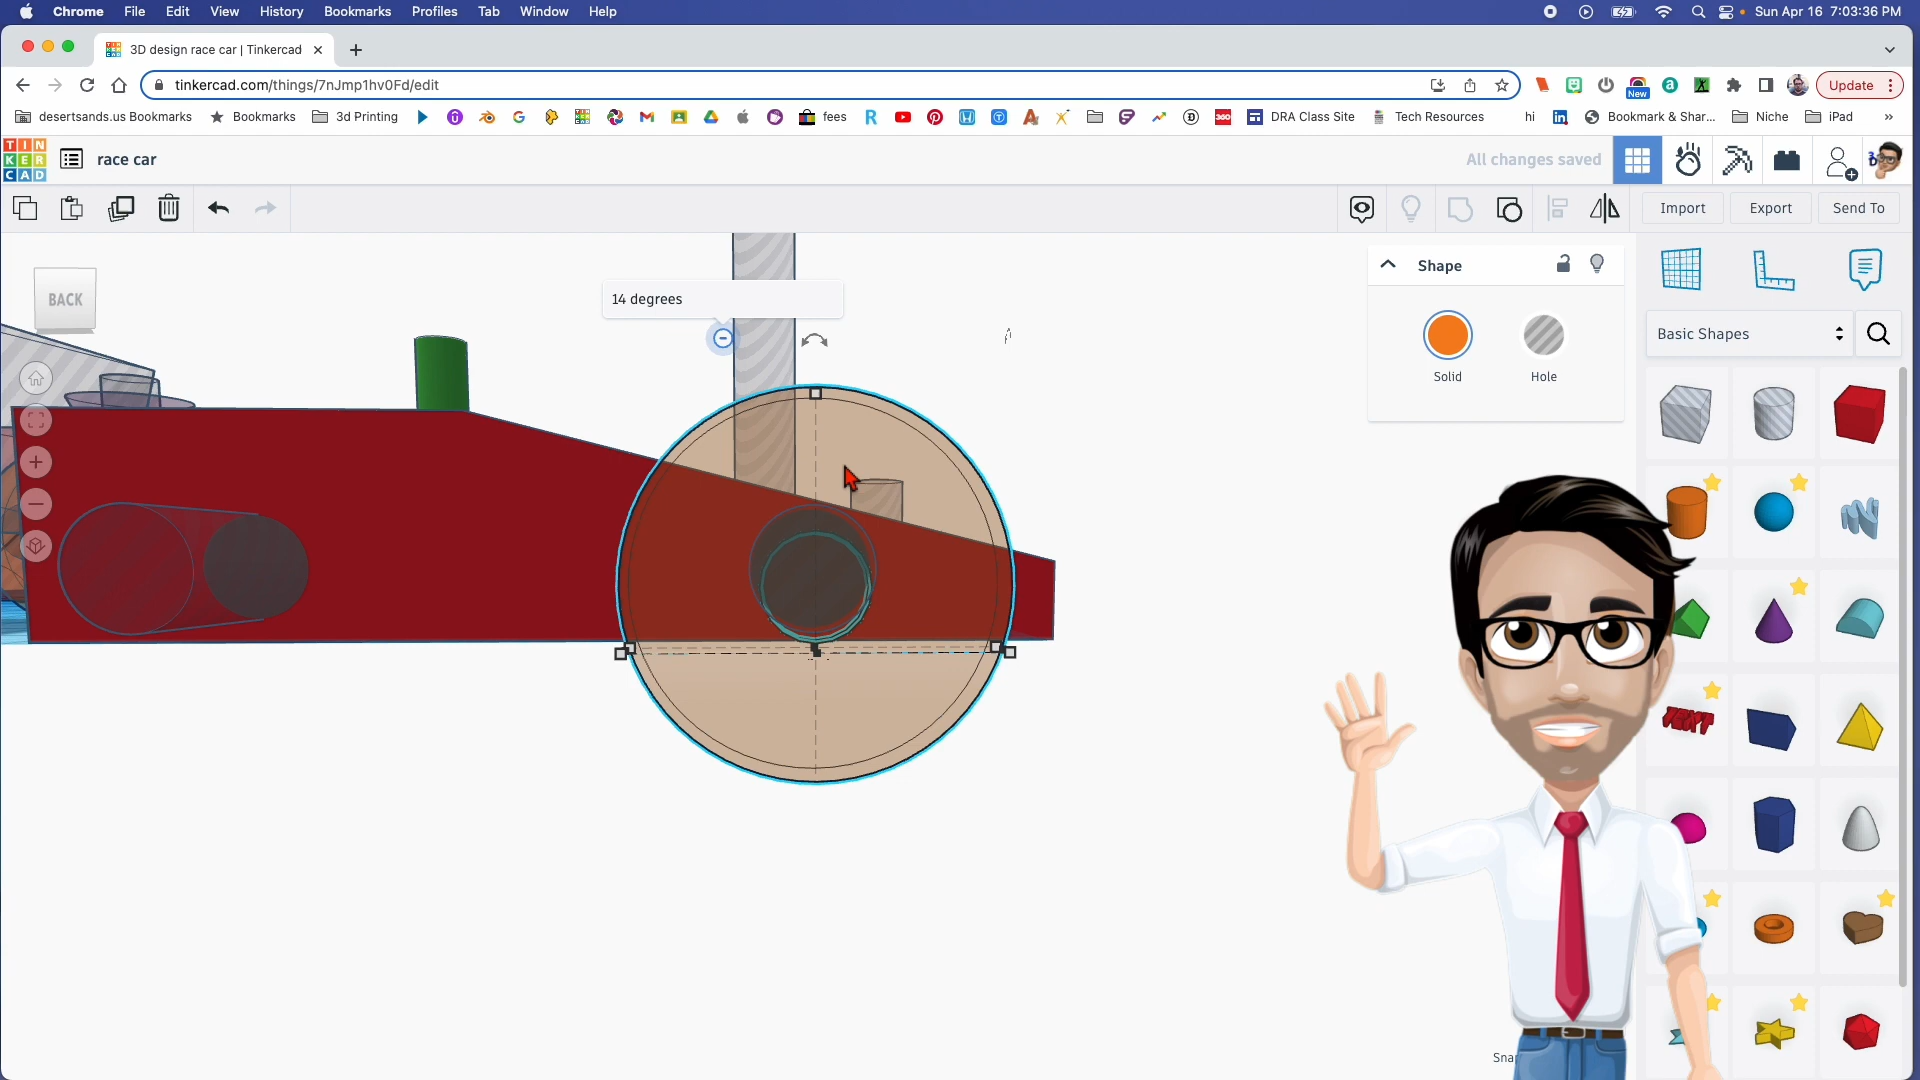 Chrome File Edit View History Bookmarks Profiles Tab Window Help Sun Apr 16 7:03:36 PM
3D design race car | Tinkercad
tinkercad.com/things/7nJmp1hv0Fd/edit New Update
desertsands.us Bookmarks Bookmarks 3d Printing fees DRA Class Site Tech Resources hi Bookmark & Shar... Niche iPad »
TIN
KER
CAD
race car All changes saved
Import Export Send To
BACK
14 degrees
Shape
Solid Hole
Basic Shapes
TEXT
Snap